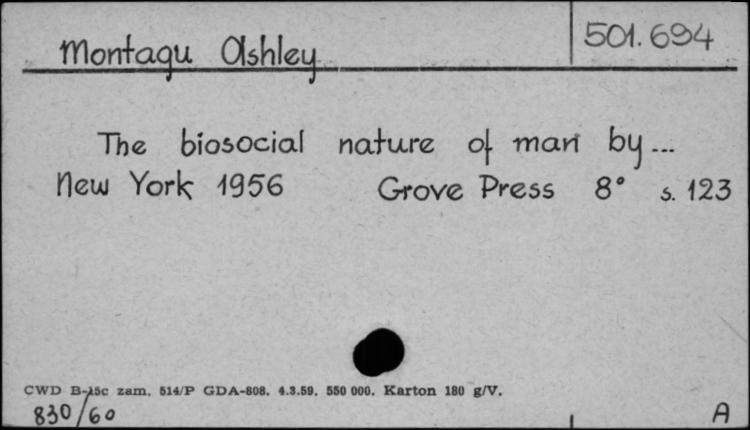 Montagu Ashley
501.694
The biosocial nature of man by...
New York 1956 Grove Press 8° s. 123
CWD B-15c zam. 514/P GDA-808. 4.3.59. 550 000. Karton 180 g/V.
830/60
A